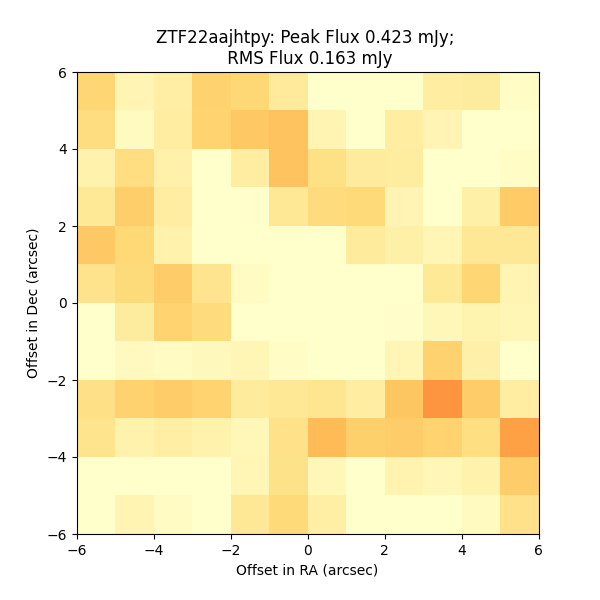 ZTF22aajhtpy: Peak Flux 0.423 mJy;
RMS Flux 0.163 mJy
6
4
2
0
−2
−4
−6
Offset in Dec (arcsec)
−6 −4 −2 0 2 4 6
Offset in RA (arcsec)